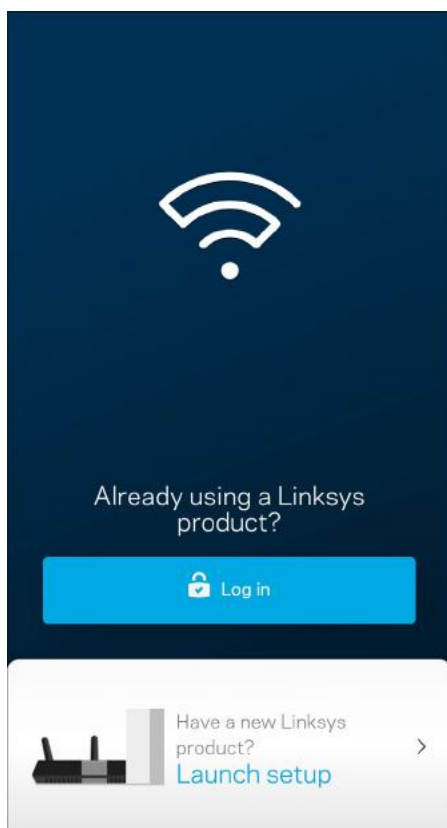 Already using a Linksys
product?
Log in
Have a new Linksys
product?
Launch setup